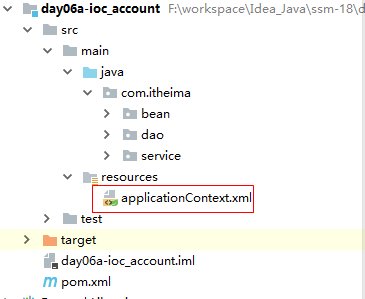 day06a-ioc_account F:\workspace\Idea_Java\ssm-18\d
src
main
java
com.itheima
bean
dao
service
resources
applicationContext.xml
test
target
day06a-ioc_account.iml
pom.xml